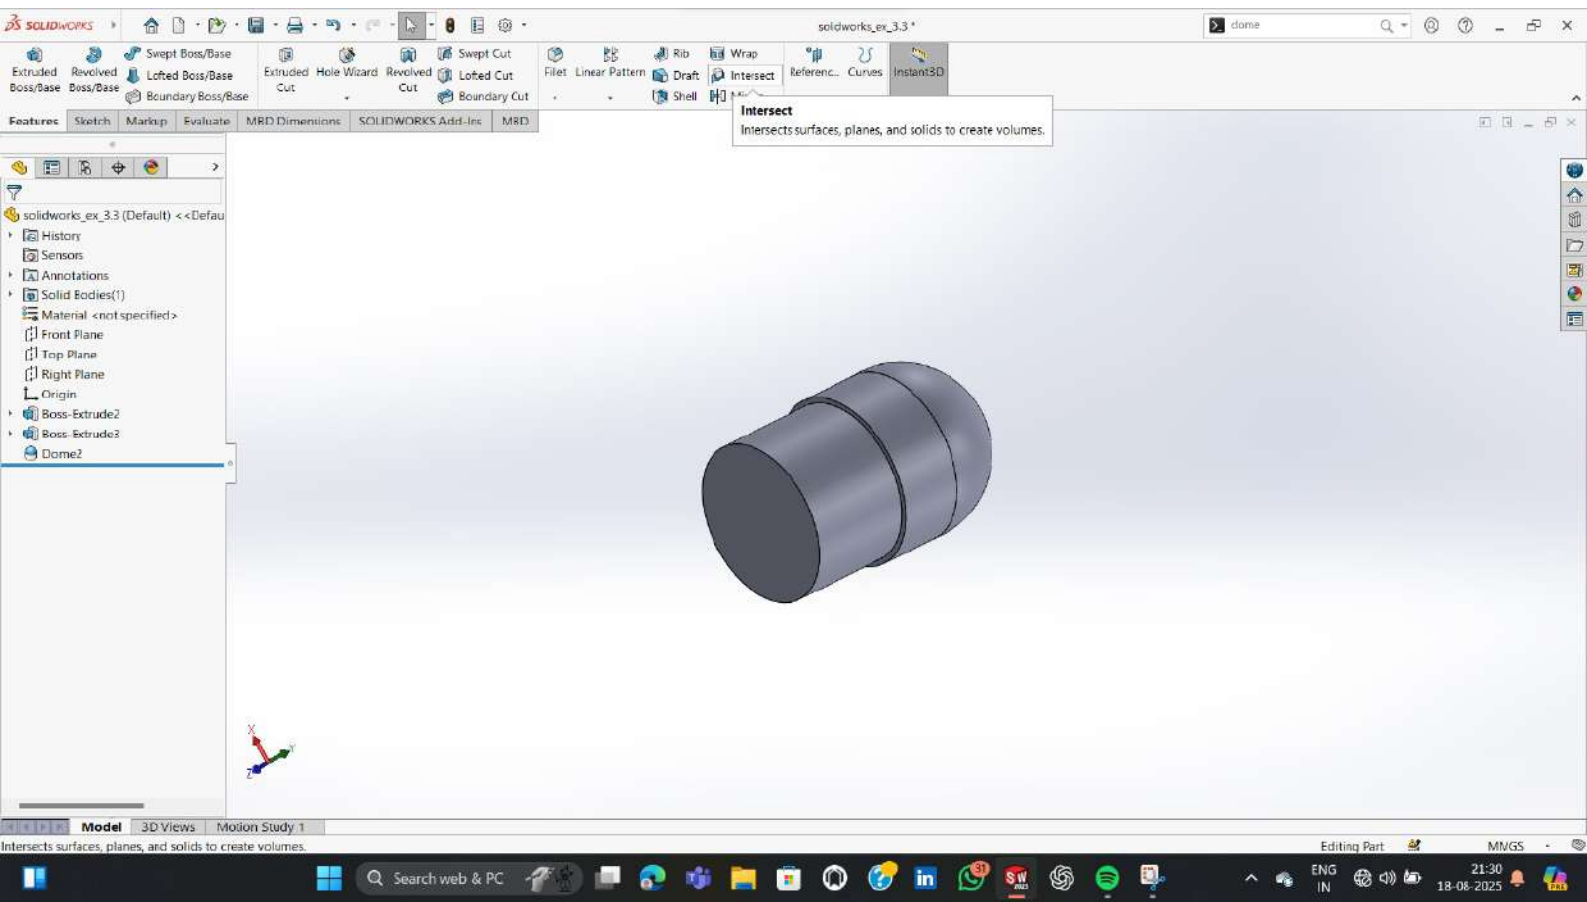 SOLIDWORKS
solidworks_ex_3.3 *
dome
Extruded Boss/Base
Revolved Boss/Base
Swept Boss/Base
Lofted Boss/Base
Boundary Boss/Base
Extruded Cut
Hole Wizard
Revolved Cut
Swept Cut
Lofted Cut
Boundary Cut
Fillet
Linear Pattern
Rib
Draft
Shell
Wrap
Intersect
Referenc...
Curves
Instant3D
Intersect
Intersects surfaces, planes, and solids to create volumes.
Features
Sketch
Markup
Evaluate
MBD Dimensions
SOLIDWORKS Add-Ins
MBD
solidworks_ex_3.3 (Default) <<Defau
History
Sensors
Annotations
Solid Bodies(1)
Material <not specified>
Front Plane
Top Plane
Right Plane
Origin
Boss-Extrude2
Boss-Extrude3
Dome2
X
Y
Z
Model
3D Views
Motion Study 1
Intersects surfaces, planes, and solids to create volumes.
Editing Part
MMGS
Search web & PC
31
SW
2023
ENG
IN
21:30
18-08-2025
PRE